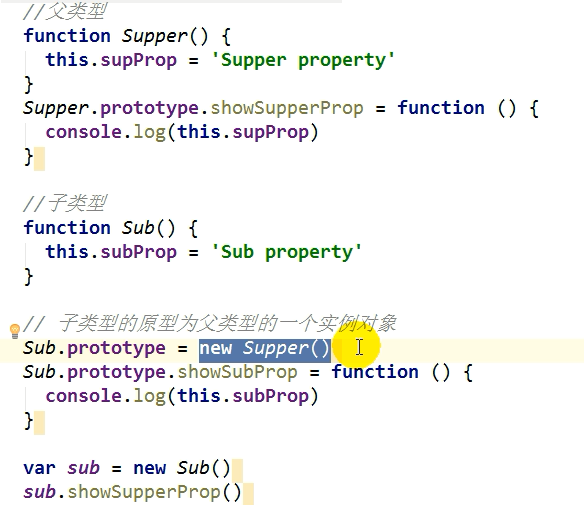 //父类型
function Supper() {
  this.supProp = 'Supper property'
}
Supper.prototype.showSupperProp = function () {
  console.log(this.supProp)
}
//子类型
function Sub() {
  this.subProp = 'Sub property'
}
// 子类型的原型为父类型的一个实例对象
Sub.prototype = new Supper()
Sub.prototype.showSubProp = function () {
  console.log(this.subProp)
}
var sub = new Sub()
sub.showSupperProp()